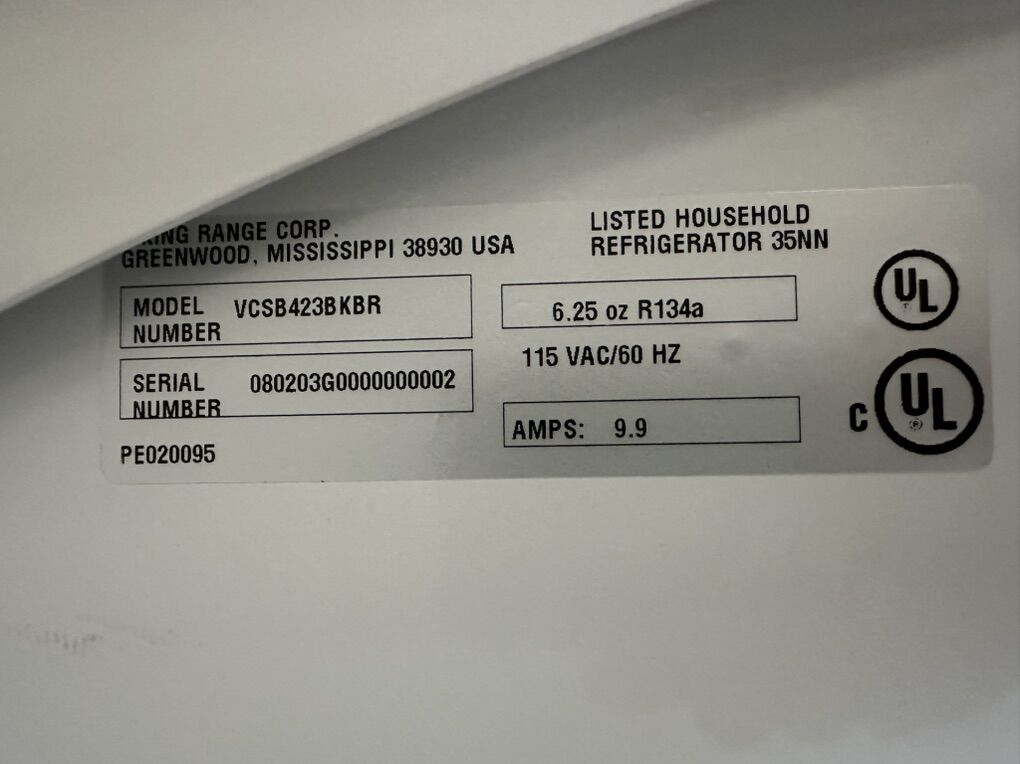 RANGE CORP.
GREENWOOD, MISSISSIPPI 38930 USA
LISTED HOUSEHOLD
REFRIGERATOR 35NN
MODEL NUMBER VCSB423BKBR
6.25 oz R134a
UL
115 VAC/60 HZ
SERIAL NUMBER 080203G0000000002
AMPS: 9.9
C UL ®
PE020095